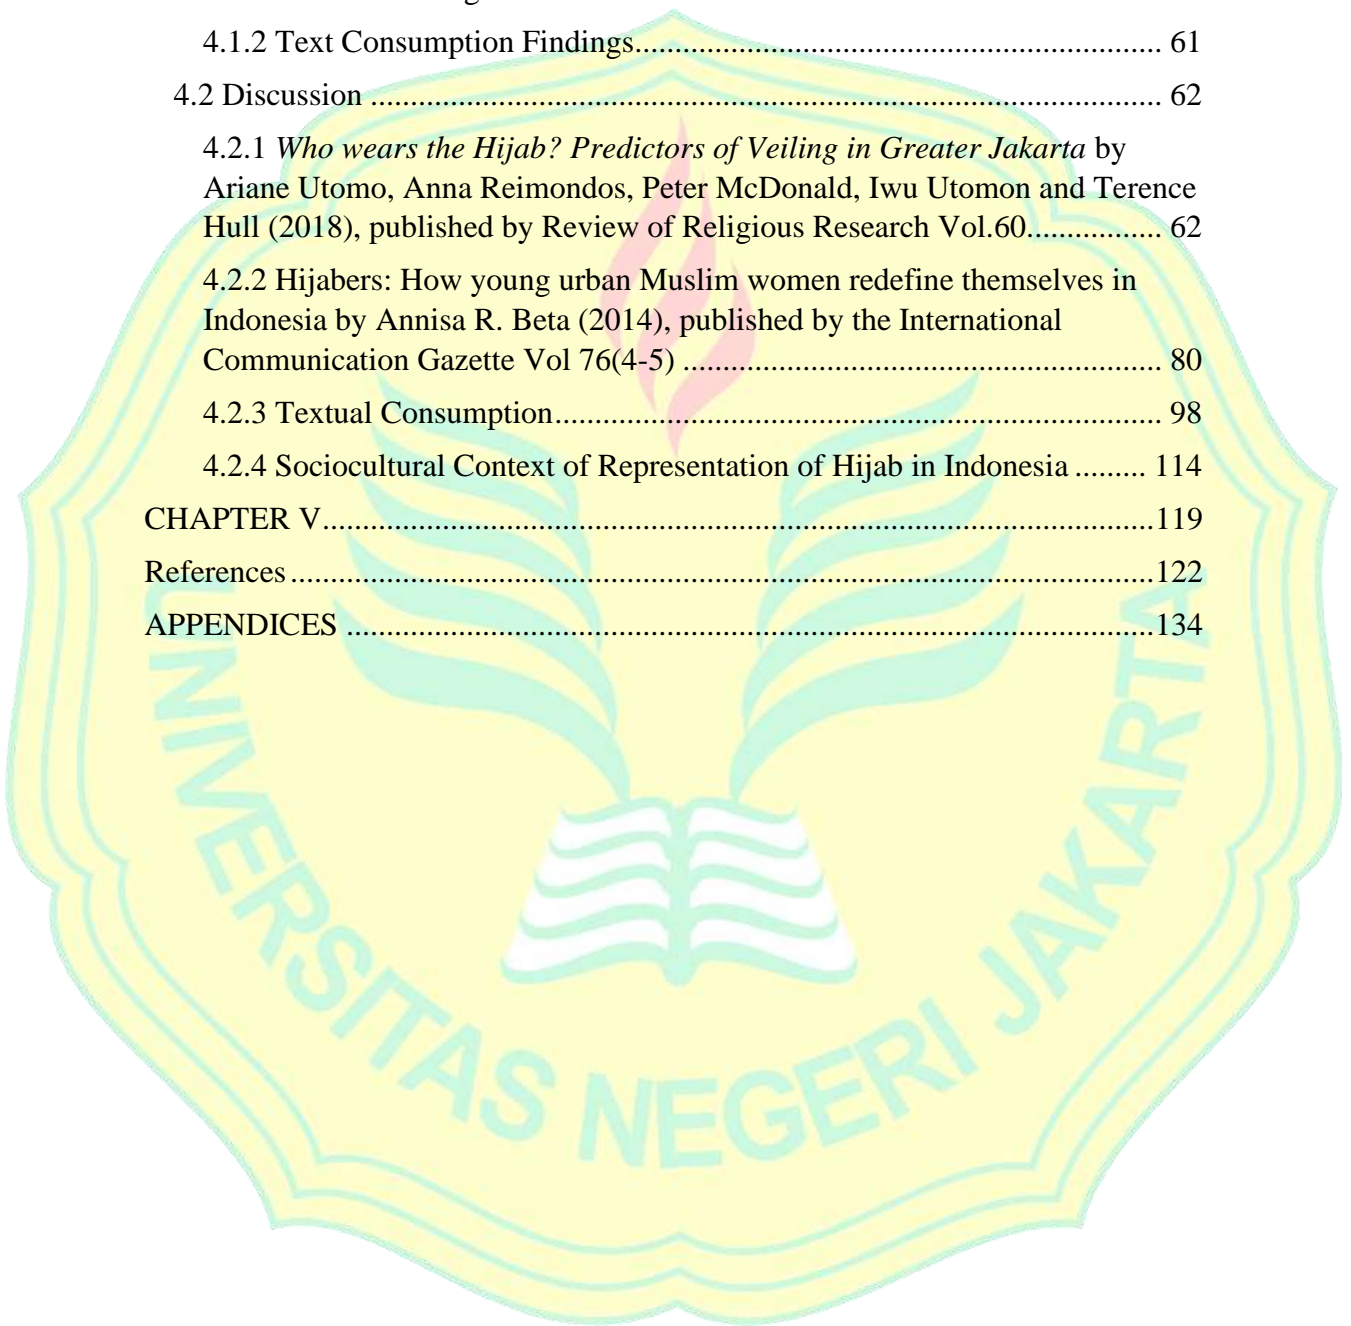 4.1.2 Text Consumption Findings................................................................... 61
4.2 Discussion .................................................................................................... 62
4.2.1 Who wears the Hijab? Predictors of Veiling in Greater Jakarta by
Ariane Utomo, Anna Reimondos, Peter McDonald, Iwu Utomon and Terence
Hull (2018), published by Review of Religious Research Vol.60................. 62
4.2.2 Hijabers: How young urban Muslim women redefine themselves in
Indonesia by Annisa R. Beta (2014), published by the International
Communication Gazette Vol 76(4-5) ............................................................. 80
4.2.3 Textual Consumption............................................................................. 98
4.2.4 Sociocultural Context of Representation of Hijab in Indonesia ......... 114
CHAPTER V.........................................................................................................119
References .............................................................................................................122
APPENDICES ......................................................................................................134
UNIVERSITAS NEGERI JAKARTA